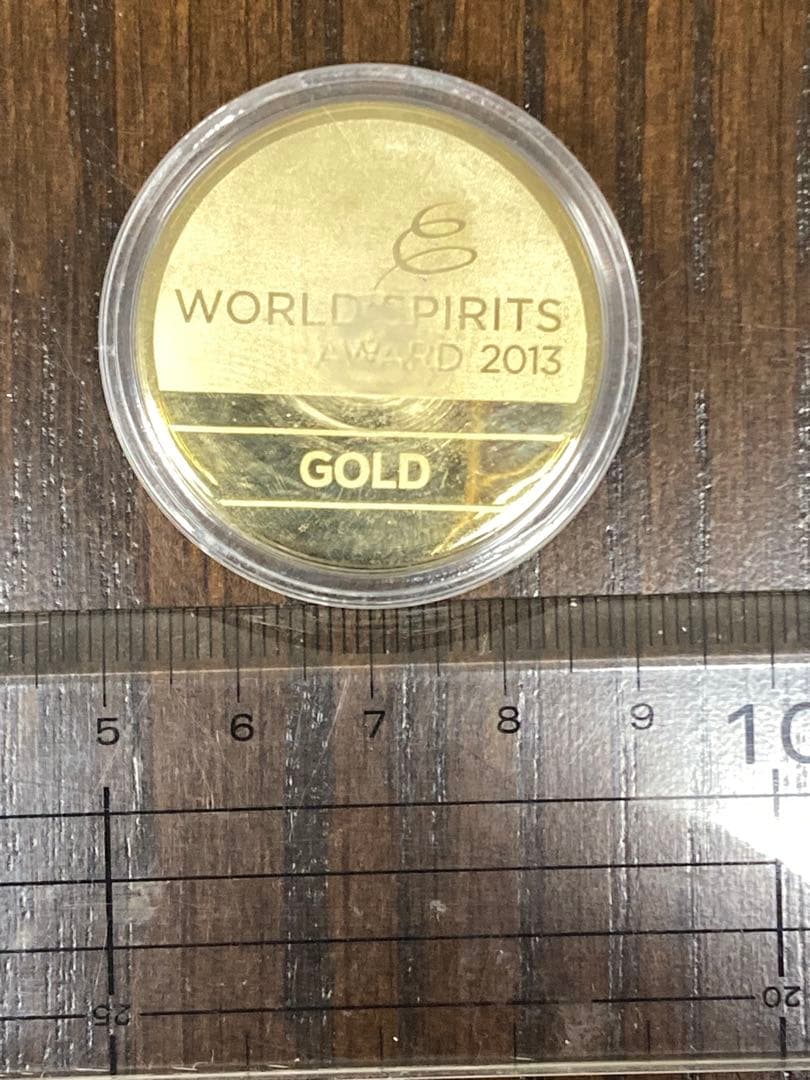 WORLD SPIRITS
AWARD 2013
GOLD
5 6 7 8 9 10
25 20